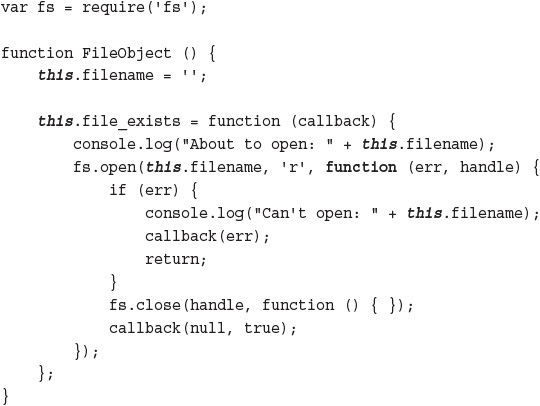 var fs = require('fs');

function FileObject () {
    this.filename = '';

    this.file_exists = function (callback) {
        console.log("About to open: " + this.filename);
        fs.open(this.filename, 'r', function (err, handle) {
            if (err) {
                console.log("Can't open: " + this.filename);
                callback(err);
                return;
            }
            fs.close(handle, function () { });
            callback(null, true);
        });
    };
}